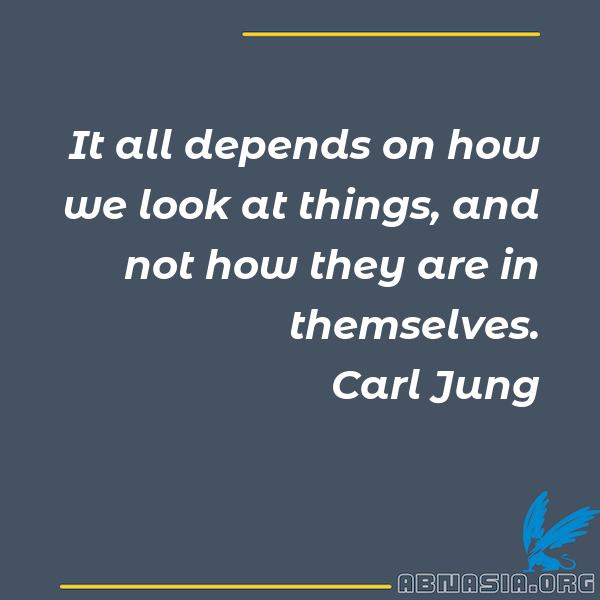 It all depends on how
we look at things, and
not how they are in
themselves.
Carl Jung
ABNASIA.ORG